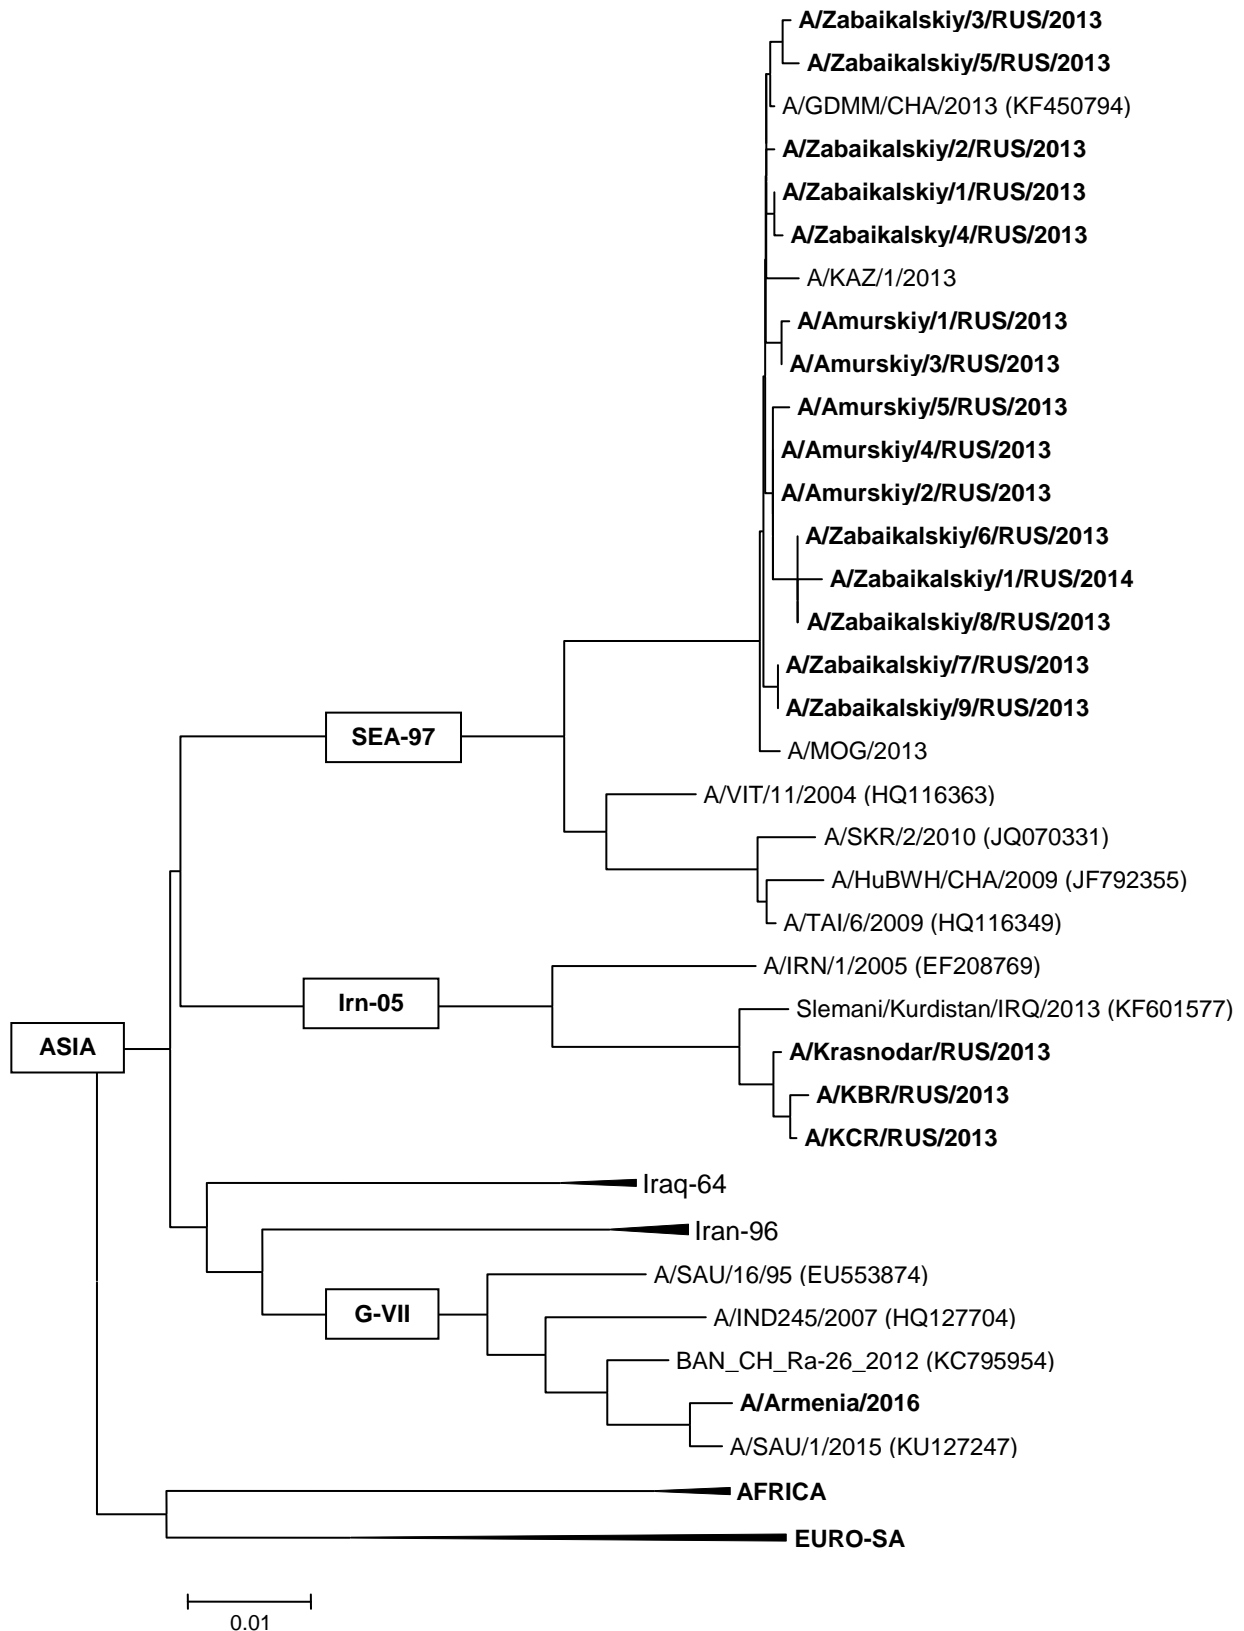 A/Zabaikalskiy/3/RUS/2013
A/Zabaikalskiy/5/RUS/2013
A/GDMM/CHA/2013 (KF450794)
A/Zabaikalskiy/2/RUS/2013
A/Zabaikalskiy/1/RUS/2013
A/Zabaikalsky/4/RUS/2013
A/KAZ/1/2013
A/Amurskiy/1/RUS/2013
A/Amurskiy/3/RUS/2013
A/Amurskiy/5/RUS/2013
A/Amurskiy/4/RUS/2013
A/Amurskiy/2/RUS/2013
A/Zabaikalskiy/6/RUS/2013
A/Zabaikalskiy/1/RUS/2014
A/Zabaikalskiy/8/RUS/2013
A/Zabaikalskiy/7/RUS/2013
A/Zabaikalskiy/9/RUS/2013
SEA-97
A/MOG/2013
A/VIT/11/2004 (HQ116363)
A/SKR/2/2010 (JQ070331)
A/HuBWH/CHA/2009 (JF792355)
A/TAI/6/2009 (HQ116349)
A/IRN/1/2005 (EF208769)
Irn-05
Slemani/Kurdistan/IRQ/2013 (KF601577)
ASIA
A/Krasnodar/RUS/2013
A/KBR/RUS/2013
A/KCR/RUS/2013
Iraq-64
Iran-96
A/SAU/16/95 (EU553874)
G-VII
A/IND245/2007 (HQ127704)
BAN_CH_Ra-26_2012 (KC795954)
A/Armenia/2016
A/SAU/1/2015 (KU127247)
AFRICA
EURO-SA
0.01